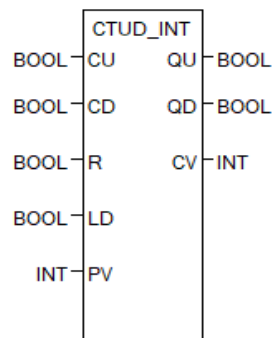 CTUD_INT
BOOL CU QU BOOL
BOOL CD QD BOOL
BOOL R CV INT
BOOL LD
INT PV